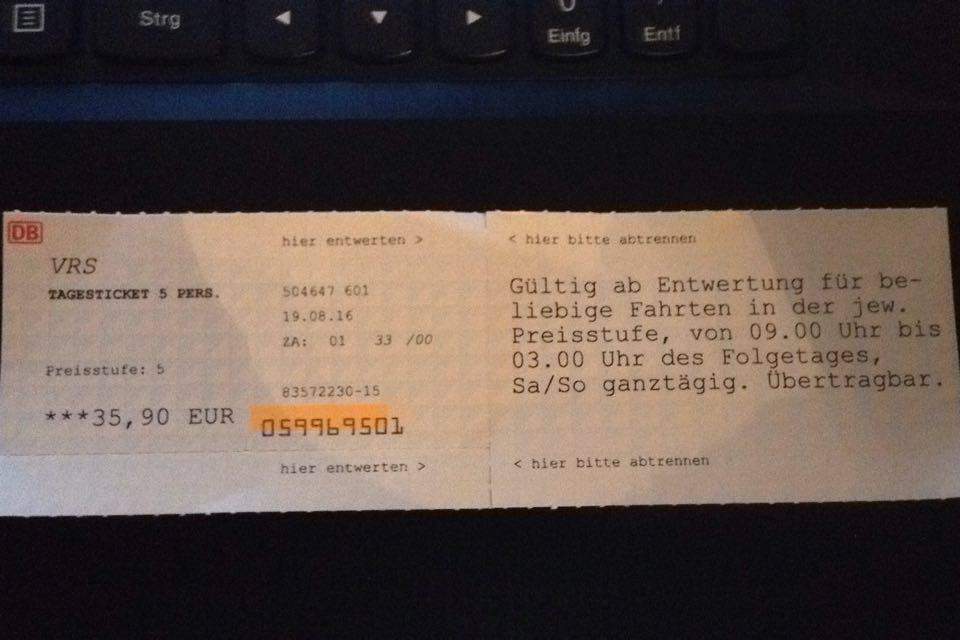 Strg
Einfg
Entf
DB
hier entwerten >
VRS
TAGESTICKET 5 PERS.
504647 601
19.08.16
ZA: 01 33 /00
Preisstufe: 5
83572230-15
***35,90 EUR
059969501
hier entwerten >
< hier bitte abtrennen
Gültig ab Entwertung für be-
liebige Fahrten in der jew.
Preisstufe, von 09.00 Uhr bis
03.00 Uhr des Folgetages,
Sa/So ganztägig. Übertragbar.
< hier bitte abtrennen